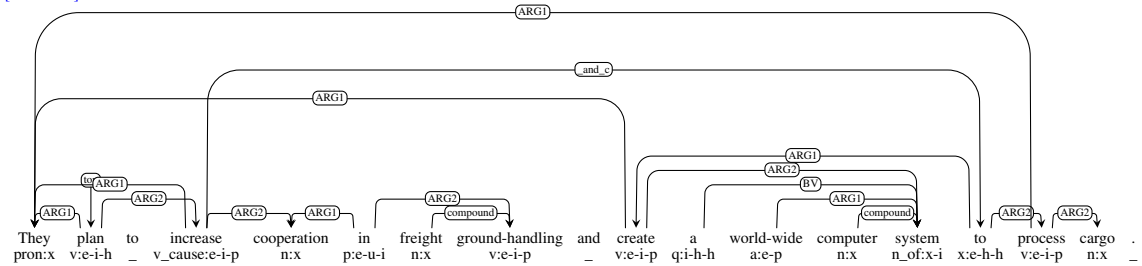 ARG1
_and_c
ARG1
ARG1
ARG2
to ARG1 BV
ARG2 ARG2 ARG1
ARG1 ARG2 ARG1 compound compound ARG2 ARG2
They plan to increase cooperation in freight ground-handling and create a world-wide computer system to process cargo .
pron:x v:e-i-h _ v_cause:e-i-p n:x p:e-u-i n:x v:e-i-p _ v:e-i-p q:i-h-h a:e-p n:x n_of:x-i x:e-h-h v:e-i-p n:x _